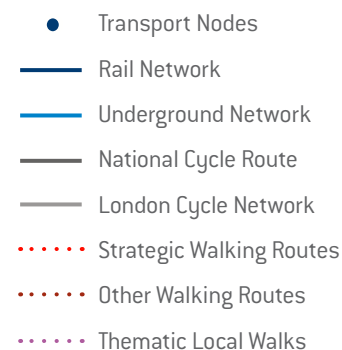 Transport Nodes
Rail Network
Underground Network
National Cycle Route
London Cycle Network
Strategic Walking Routes
Other Walking Routes
Thematic Local Walks